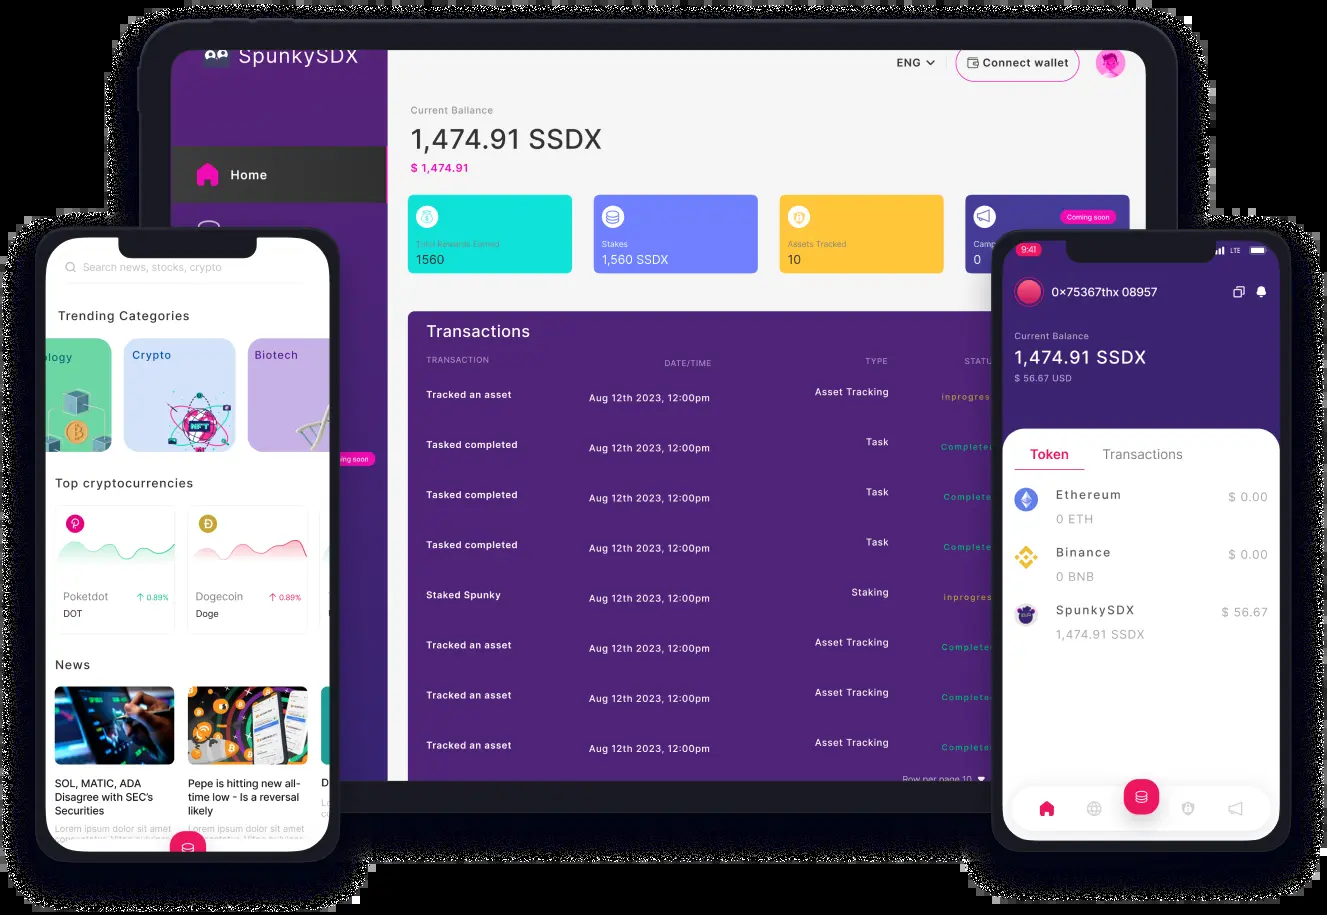 SpunkySDX
ENG
Connect wallet
Home
Current Ballance
1,474.91 SSDX
$ 1,474.91
Total Rewards Earned
1560
Stakes
1,560 SSDX
Assets Tracked
10
Coming soon
Camp
0
Transactions
TRANSACTION DATE/TIME TYPE STATU
Tracked an asset Aug 12th 2023, 12:00pm Asset Tracking inprogres
Tasked completed Aug 12th 2023, 12:00pm Task Completed
Tasked completed Aug 12th 2023, 12:00pm Task Complete
Tasked completed Aug 12th 2023, 12:00pm Task Complete
Staked Spunky Aug 12th 2023, 12:00pm Staking inprogres
Tracked an asset Aug 12th 2023, 12:00pm Asset Tracking Completed
Tracked an asset Aug 12th 2023, 12:00pm Asset Tracking Completed
Tracked an asset Aug 12th 2023, 12:00pm Asset Tracking Completed
Row per page 10
ing soon
Search news, stocks, crypto
Trending Categories
logy
Crypto
NFT
Biotech
Top cryptocurrencies
Poketdot 0.89%
DOT
Dogecoin 0.89%
Doge
News
SOL, MATIC, ADA
Disagree with SEC's
Securities
Lorem ipsum dolor sit amet
Pepe is hitting new all-
time low - Is a reversal
likely
Lorem ipsum dolor sit amet
D
Lo
9:41
LTE
0x75367thx 08957
Current Balance
1,474.91 SSDX
$ 56.67 USD
Token Transactions
Ethereum $ 0.00
0 ETH
Binance $ 0.00
0 BNB
SpunkySDX $ 56.67
1,474.91 SSDX